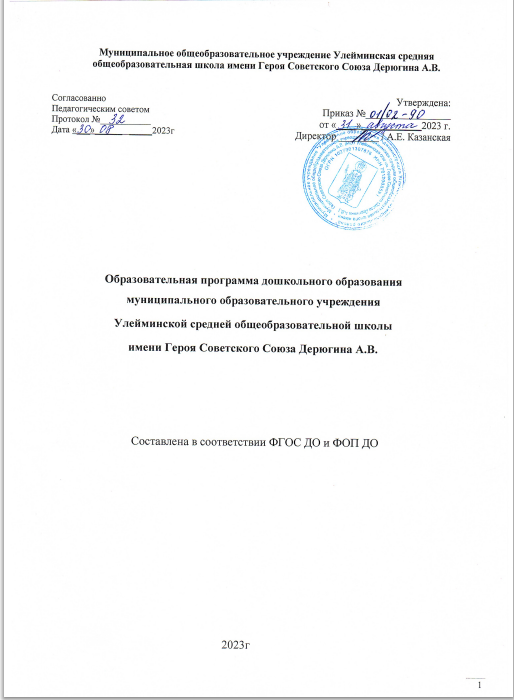 Муниципальное общеобразовательное учреждение Улейминская средняя
общеобразовательная школа имени Героя Советского Союза Дерюгина А.В.
Согласованно
Педагогическим советом
Протокол № 32
Дата «30» 08 2023г
Утверждена:
Приказ № 01/02-90
от « 31 » августа 2023 г.
Директор А.Е. Казанская
Образовательная программа дошкольного образования
муниципального образовательного учреждения
Улейминской средней общеобразовательной школы
имени Героя Советского Союза Дерюгина А.В.
Составлена в соответствии ФГОС ДО и ФОП ДО
2023г
1